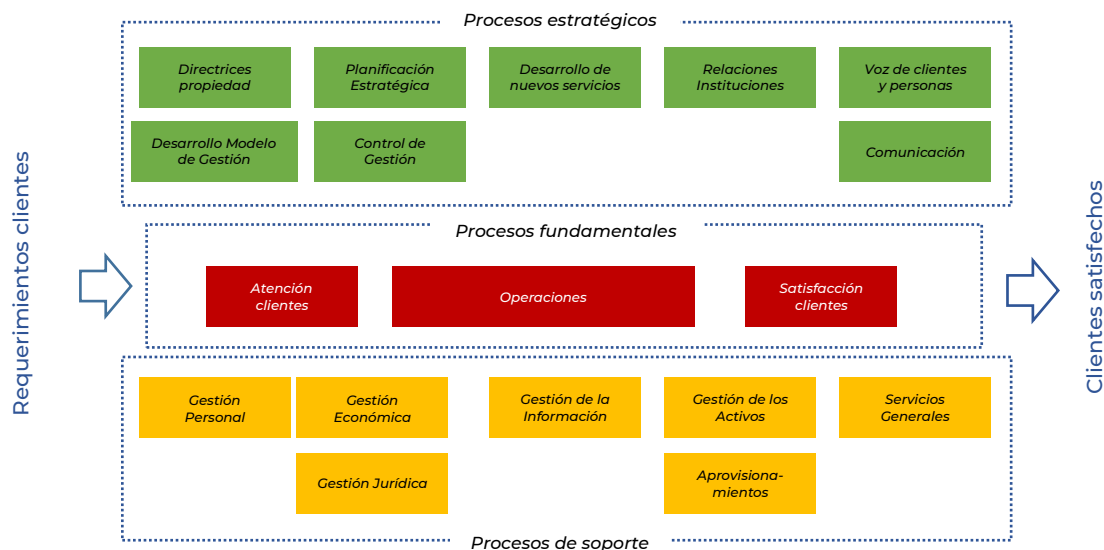 Procesos estratégicos
Directrices
propiedad
Planificación
Estratégica
Desarrollo de
nuevos servicios
Relaciones
Instituciones
Voz de clientes
y personas
Desarrollo Modelo
de Gestión
Control de
Gestión
Comunicación
Requerimientos clientes
Procesos fundamentales
Atención
clientes
Operaciones
Satisfacción
clientes
Clientes satisfechos
Gestión
Personal
Gestión
Económica
Gestión de la
Información
Gestión de los
Activos
Servicios
Generales
Gestión Jurídica
Aprovisiona-
mientos
Procesos de soporte